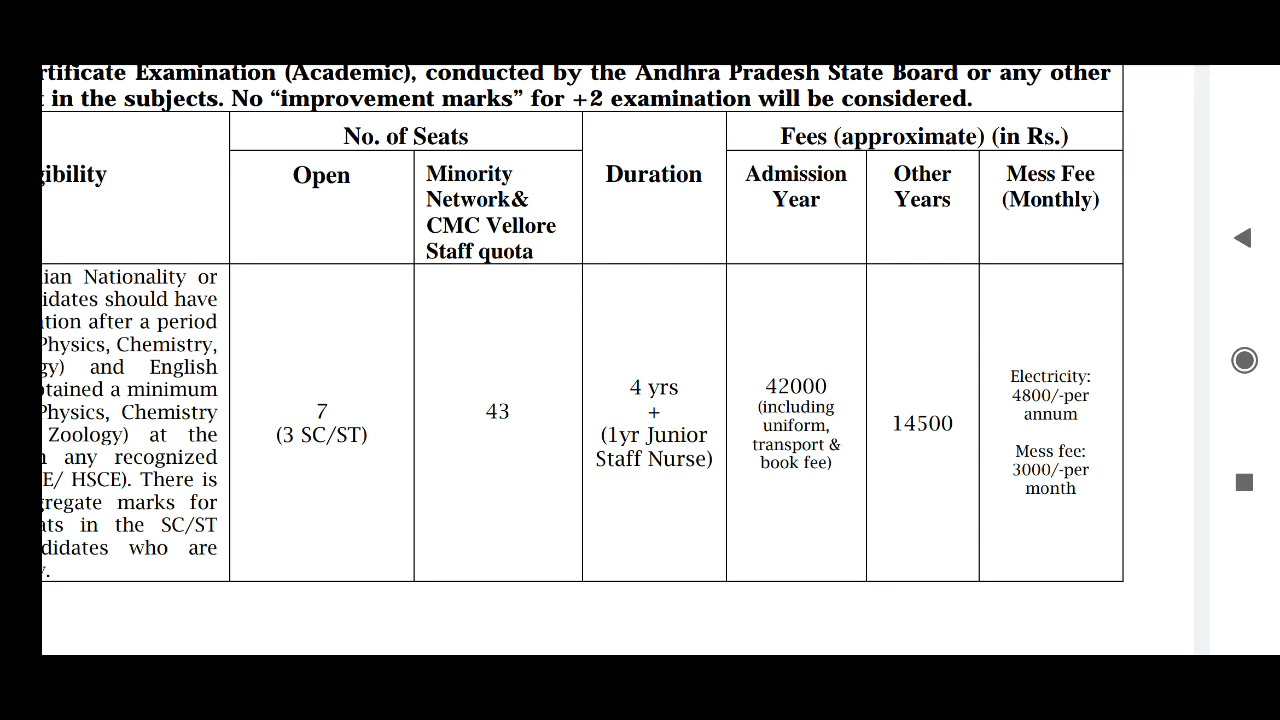 Certificate Examination (Academic), conducted by the Andhra Pradesh State Board or any other
in the subjects. No “improvement marks” for +2 examination will be considered.
No. of Seats
Fees (approximate) (in Rs.)
gibility
Open
Minority
Network&
CMC Vellore
Staff quota
Duration
Admission
Year
Other
Years
Mess Fee
(Monthly)
ian Nationality or
idates should have
tion after a period
Physics, Chemistry,
gy) and English
tained a minimum
Physics, Chemistry
Zoology) at the
any recognized
E/ HSCE). There is
regate marks for
ats in the SC/ST
didates who are
7
(3 SC/ST)
43
4 yrs
+
(1yr Junior
Staff Nurse)
42000
(including
uniform,
transport &
book fee)
14500
Electricity:
4800/-per
annum
Mess fee:
3000/-per
month